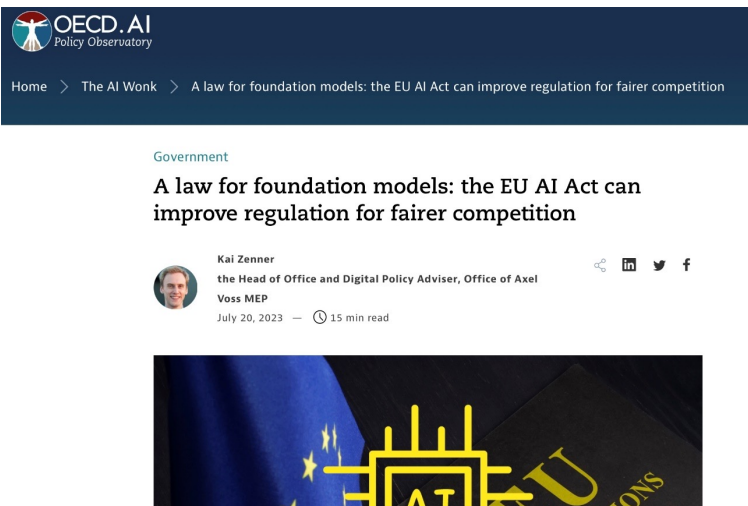 OECD.AI
Policy Observatory
Home > The AI Wonk > A law for foundation models: the EU AI Act can improve regulation for fairer competition
Government
A law for foundation models: the EU AI Act can
improve regulation for fairer competition
Kai Zenner
the Head of Office and Digital Policy Adviser, Office of Axel
Voss MEP
July 20, 2023 — 15 min read
AI
EU
IONS